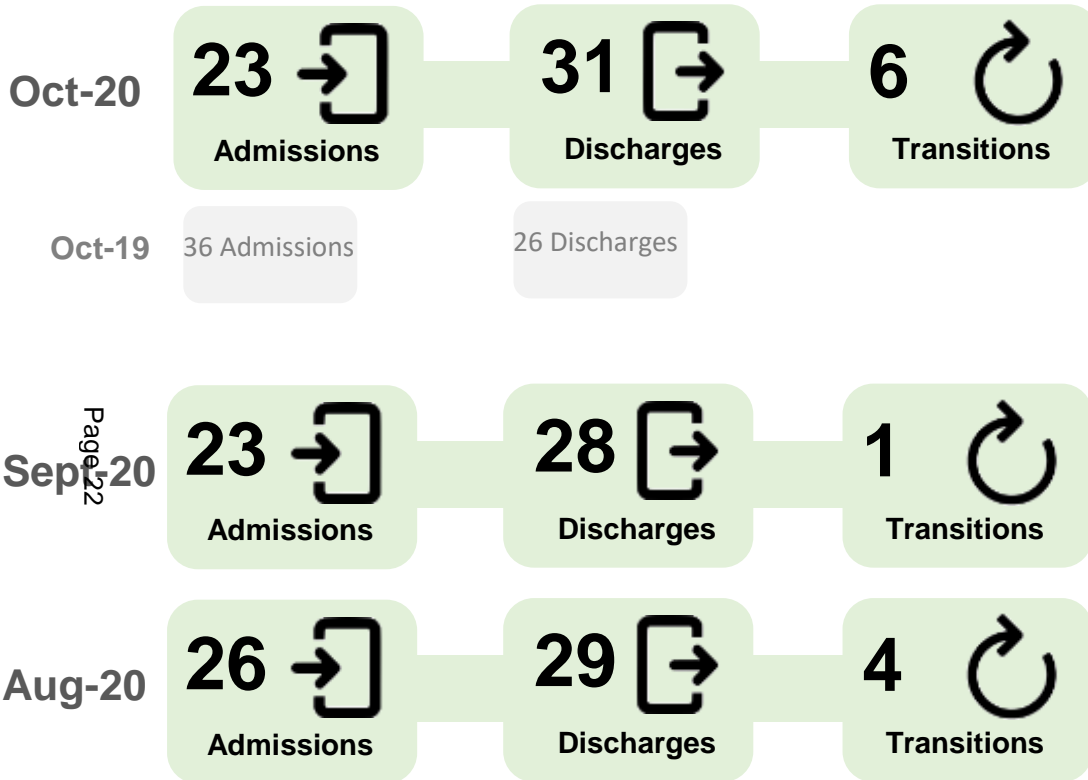 Oct-20
23
31
6
Admissions
Discharges
Transitions
Oct-19
36 Admissions
26 Discharges
Page 22
Sept-20
23
28
1
Admissions
Discharges
Transitions
Aug-20
26
29
4
Admissions
Discharges
Transitions